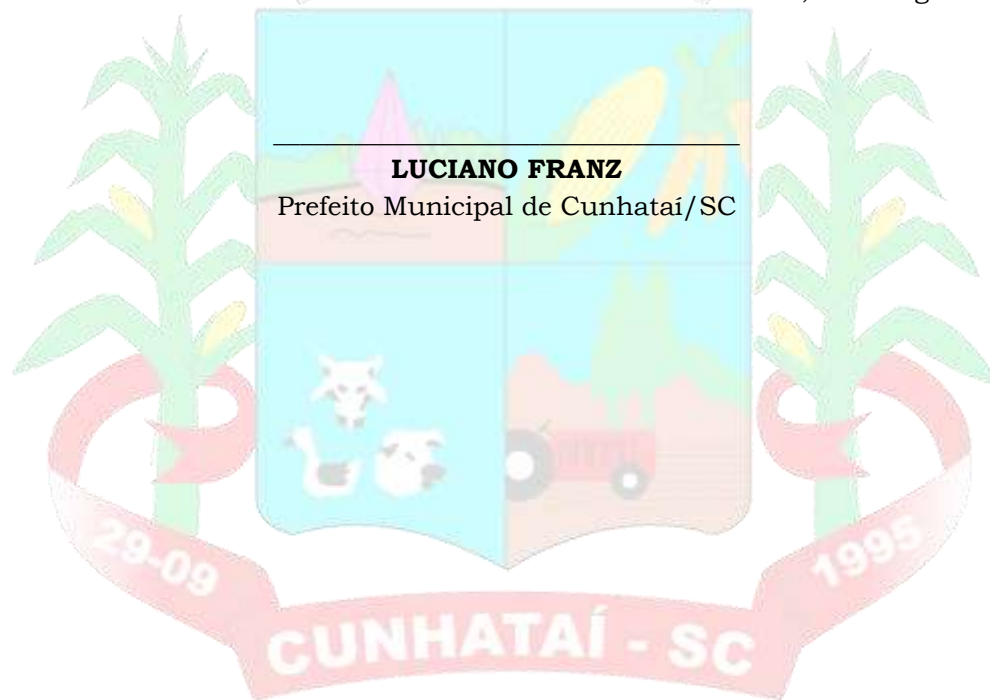 LUCIANO FRANZ
Prefeito Municipal de Cunhataí/SC
29-09
1995
CUNHATAÍ - SC